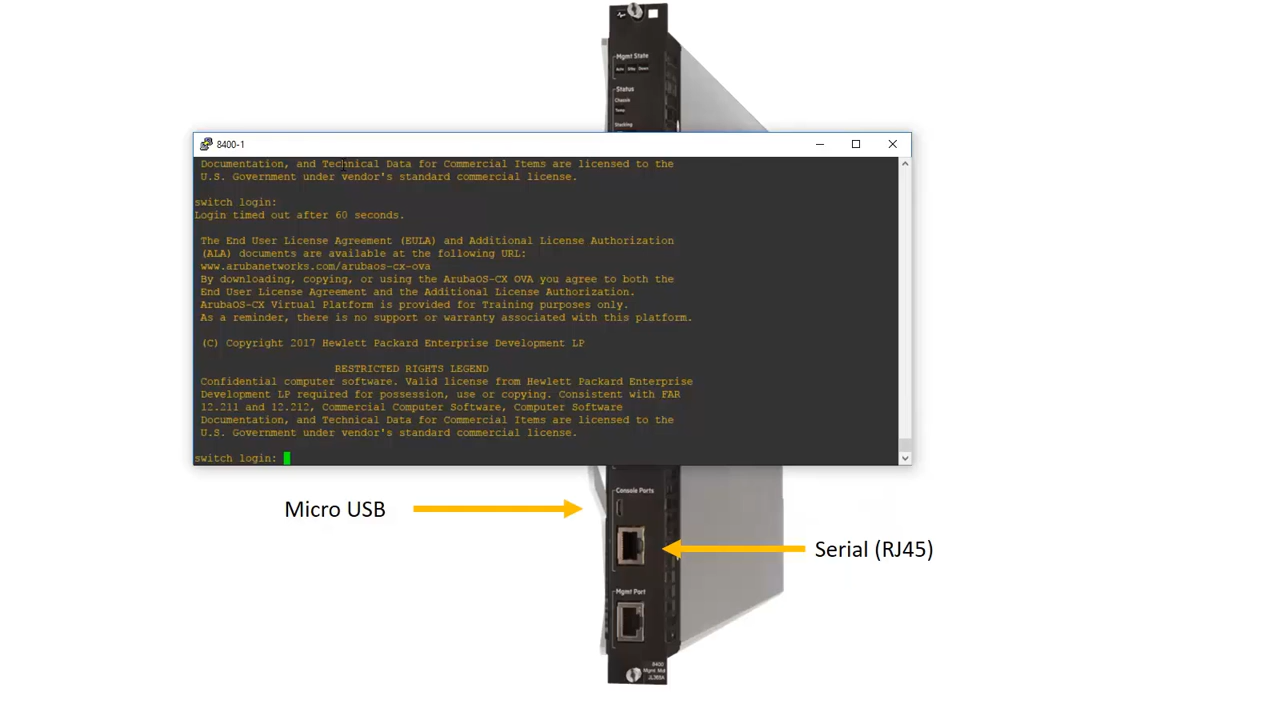 Mgmt State
Status
Chassis
Temp
Stacking
8400-1
Documentation, and Technical Data for Commercial Items are licensed to the
U.S. Government under vendor's standard commercial license.
switch login:
Login timed out after 60 seconds.
The End User License Agreement (EULA) and Additional License Authorization
(ALA) documents are available at the following URL:
www.arubanetworks.com/arubaos-cx-ova
By downloading, copying, or using the ArubaOS-CX OVA you agree to both the
End User License Agreement and the Additional License Authorization.
ArubaOS-CX Virtual Platform is provided for Training purposes only.
As a reminder, there is no support or warranty associated with this platform.
(C) Copyright 2017 Hewlett Packard Enterprise Development LP
RESTRICTED RIGHTS LEGEND
Confidential computer software. Valid license from Hewlett Packard Enterprise
Development LP required for possession, use or copying. Consistent with FAR
12.211 and 12.212, Commercial Computer Software, Computer Software
Documentation, and Technical Data for Commercial Items are licensed to the
U.S. Government under vendor's standard commercial license.
switch login:
Console Ports
Micro USB
Serial (RJ45)
Mgmt Port
8400
Mgmt Mod
JL368A